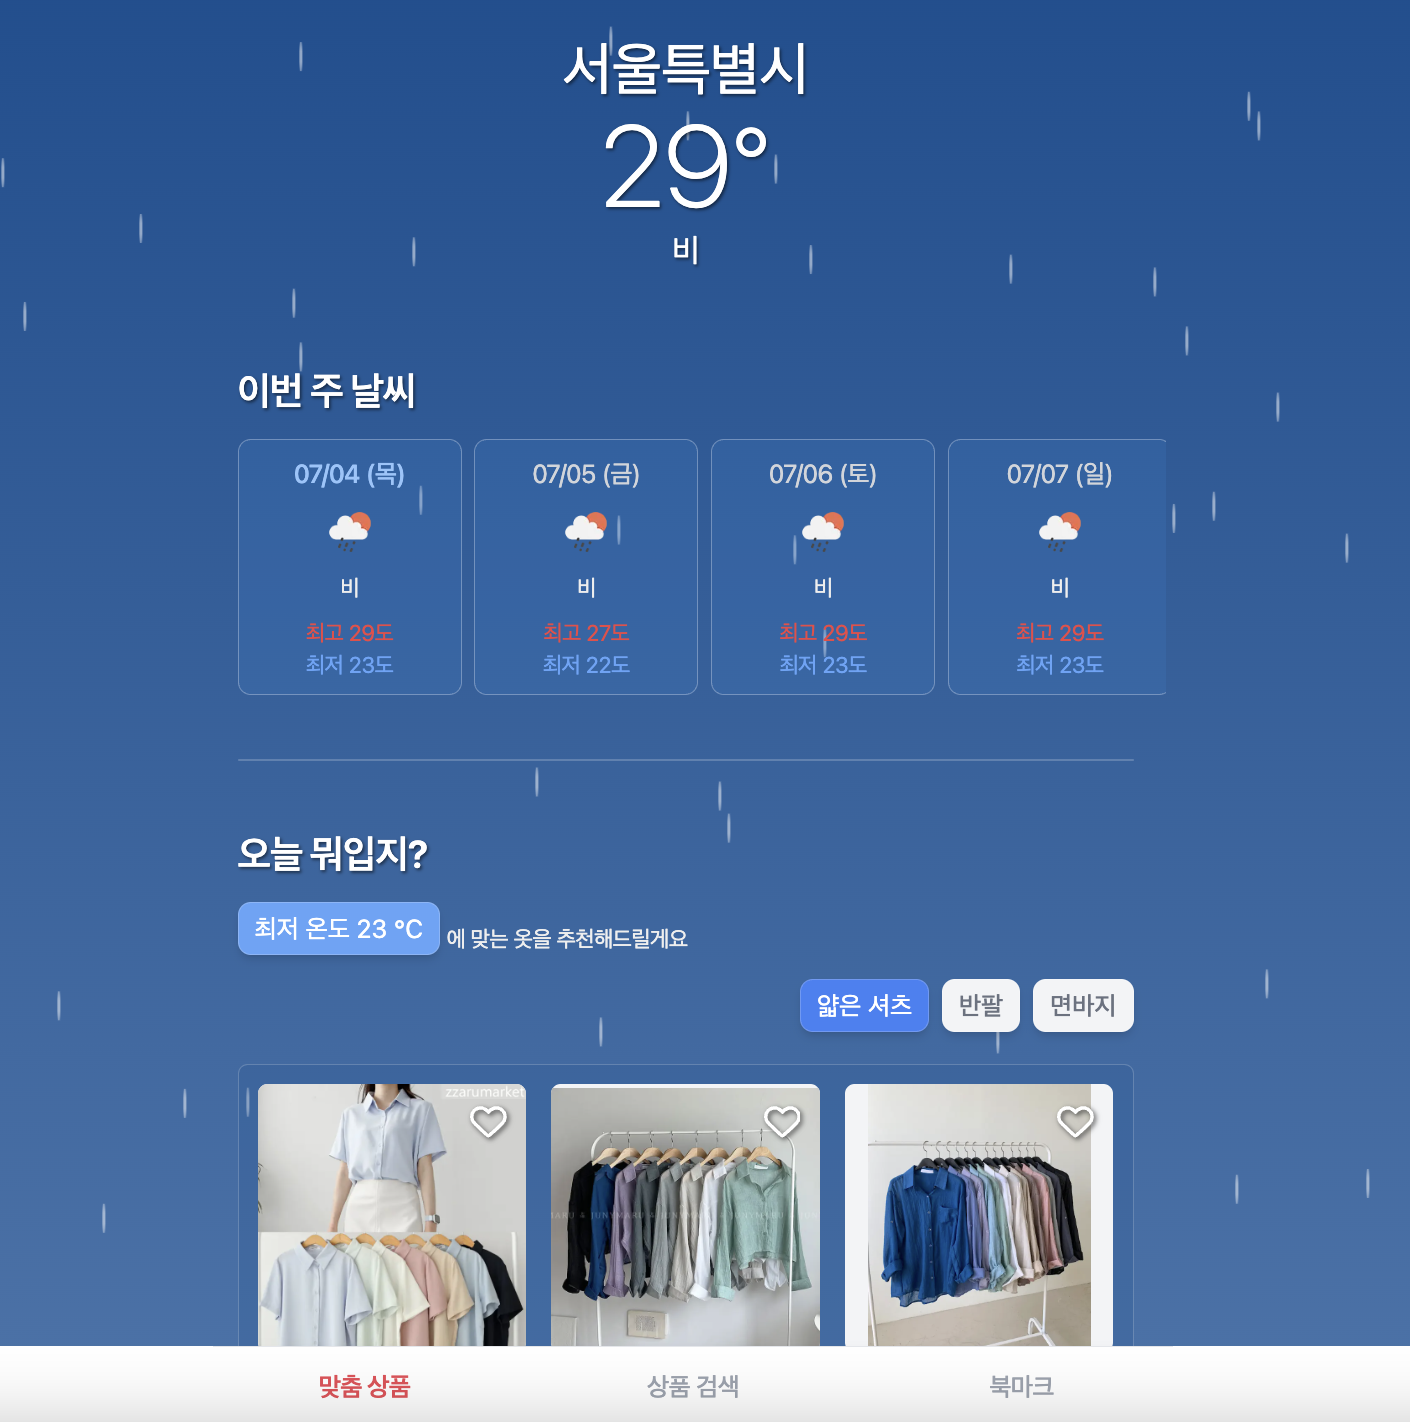 서울특별시
29°
비
이번 주 날씨
07/04 (목)
비
최고 29도
최저 23도
07/05 (금)
비
최고 27도
최저 22도
07/06 (토)
비
최고 29도
최저 23도
07/07 (일)
비
최고 29도
최저 23도
오늘 뭐입지?
최저 온도 23 °C 에 맞는 옷을 추천해드릴게요
얇은 셔츠 반팔 면바지
zzarumarket
맞춤 상품 상품 검색 북마크